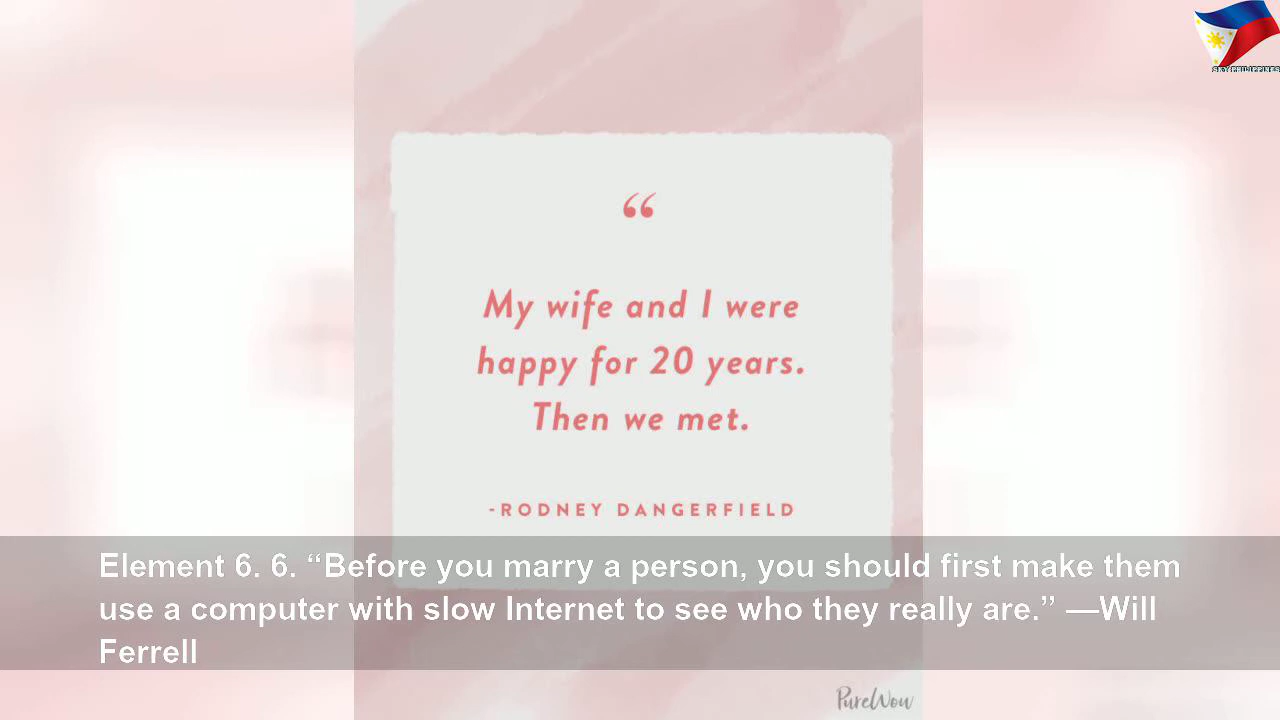 SKYPHILIPPINES
“
My wife and I were
happy for 20 years.
Then we met.
-RODNEY DANGERFIELD
Element 6. 6. “Before you marry a person, you should first make them
use a computer with slow Internet to see who they really are.” —Will
Ferrell
PureWow